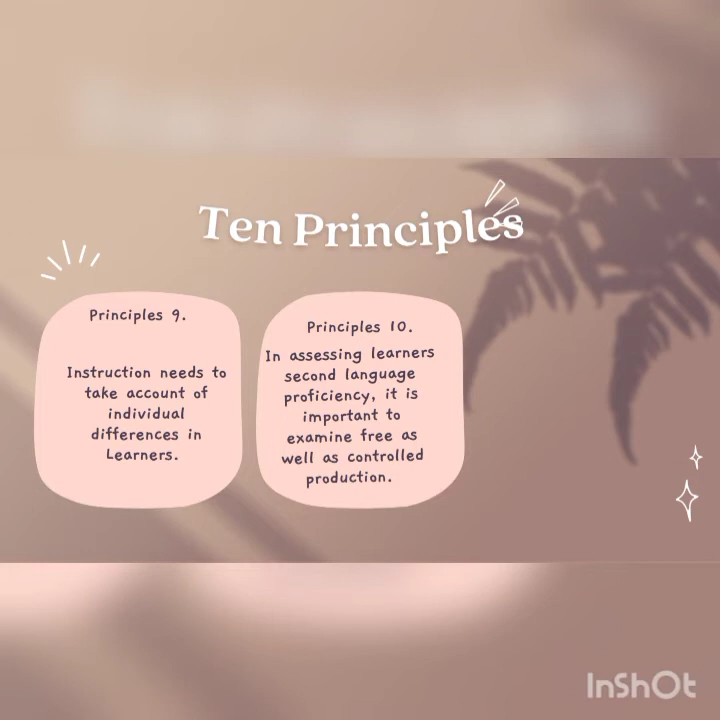 Ten Principles
Principles 9.
Instruction needs to
take account of
individual
differences in
Learners.
Principles 10.
In assessing learners
second language
proficiency, it is
important to
examine free as
well as controlled
production.
InShOt